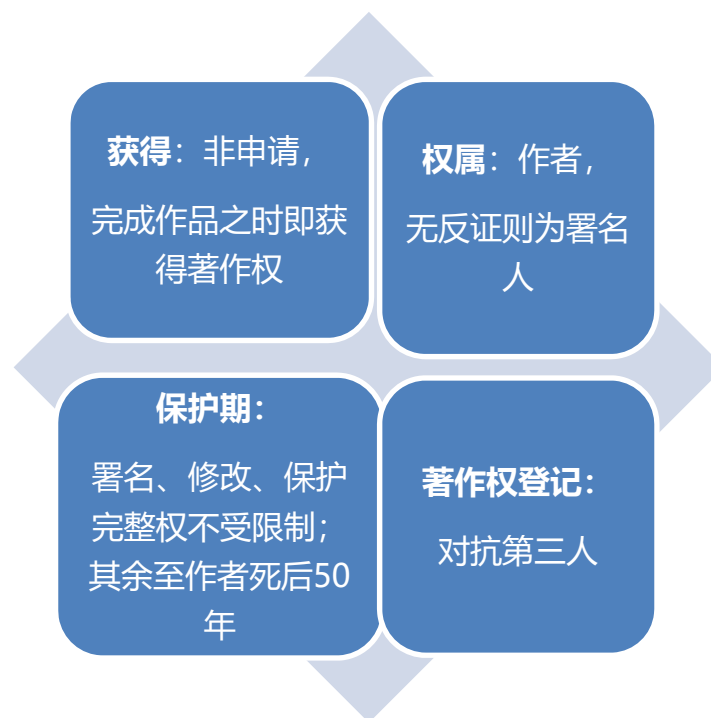 获得：非申请，
完成作品之时即获
得著作权
权属：作者，
无反证则为署名
人
保护期：
署名、修改、保护
完整权不受限制；
其余至作者死后50
年
著作权登记：
对抗第三人